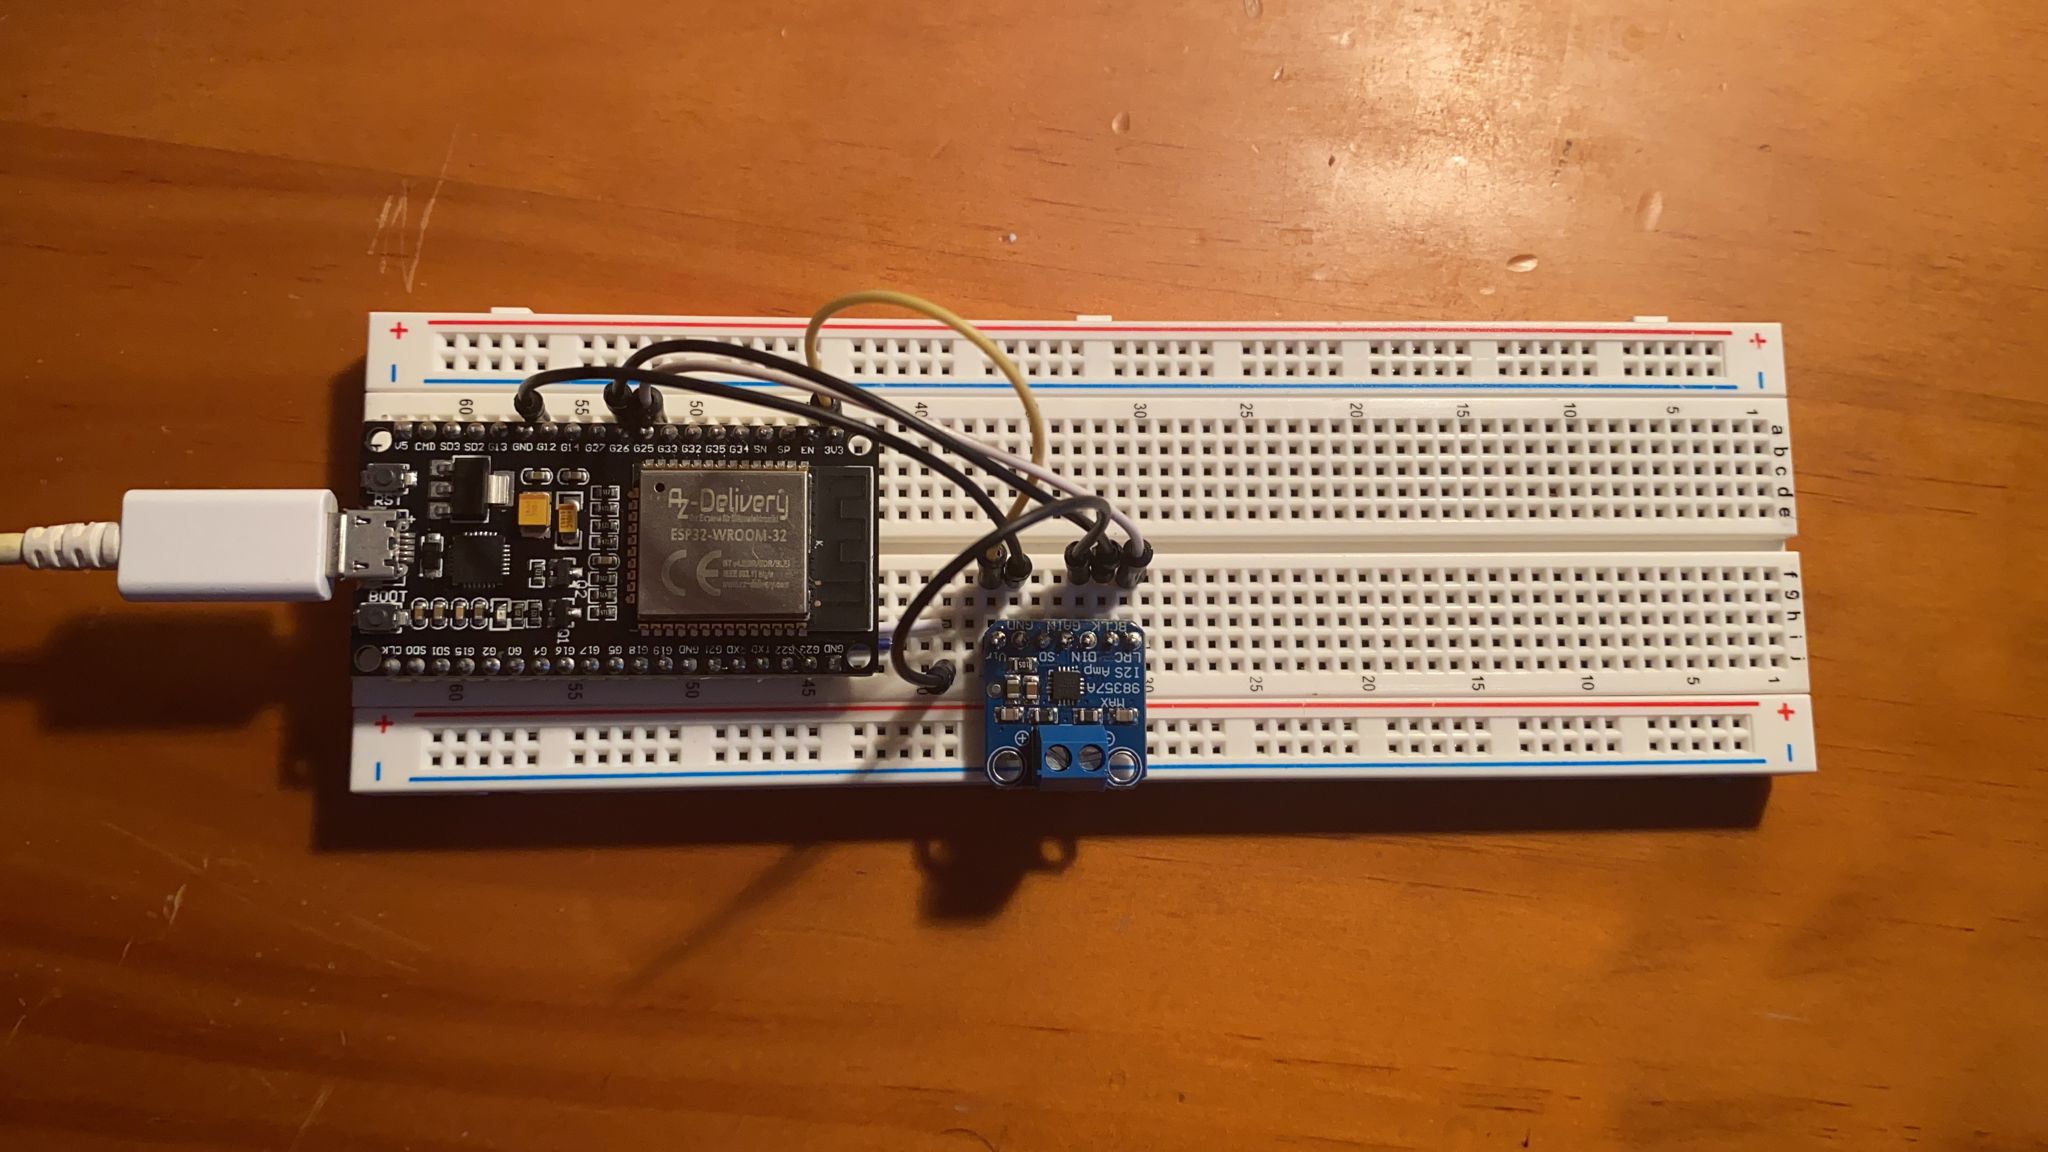 + +
60 55 50 40 30 25 20 15 10 5 1
a
b
c
d
e
V5 CMD SD3 SD2 G13 GND G12 G14 G27 G26 G25 G33 G32 G35 G34 SN SP EN 3V3
RST
AZ-Delivery
ESP32-WROOM-32
CE
BOOT
Q2
Q1
CLK SDO SDI G15 G2 G0 G4 G16 G17 G5 G18 G19 GND G21 RXD TXD G22 G23 GND
f
g
h
i
j
GND GAIN BCLK
SD DIN LRC
I2S Amp
98357A
MAX
+ -
60 55 50 45 30 25 20 15 10 5 1
+ +